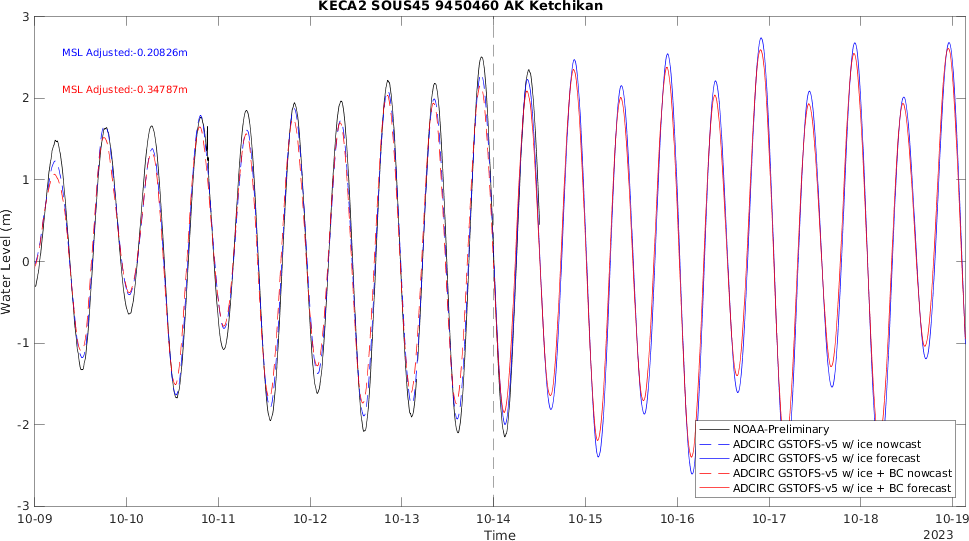 KECA2 SOUS45 9450460 AK Ketchikan
3
2
1
0
-1
-2
-3
Water Level (m)
MSL Adjusted:-0.20826m
MSL Adjusted:-0.34787m
NOAA-Preliminary
ADCIRC GSTOFS-v5 w/ ice nowcast
ADCIRC GSTOFS-v5 w/ ice forecast
ADCIRC GSTOFS-v5 w/ ice + BC nowcast
ADCIRC GSTOFS-v5 w/ ice + BC forecast
10-09 10-10 10-11 10-12 10-13 10-14 10-15 10-16 10-17 10-18 10-19
Time
2023